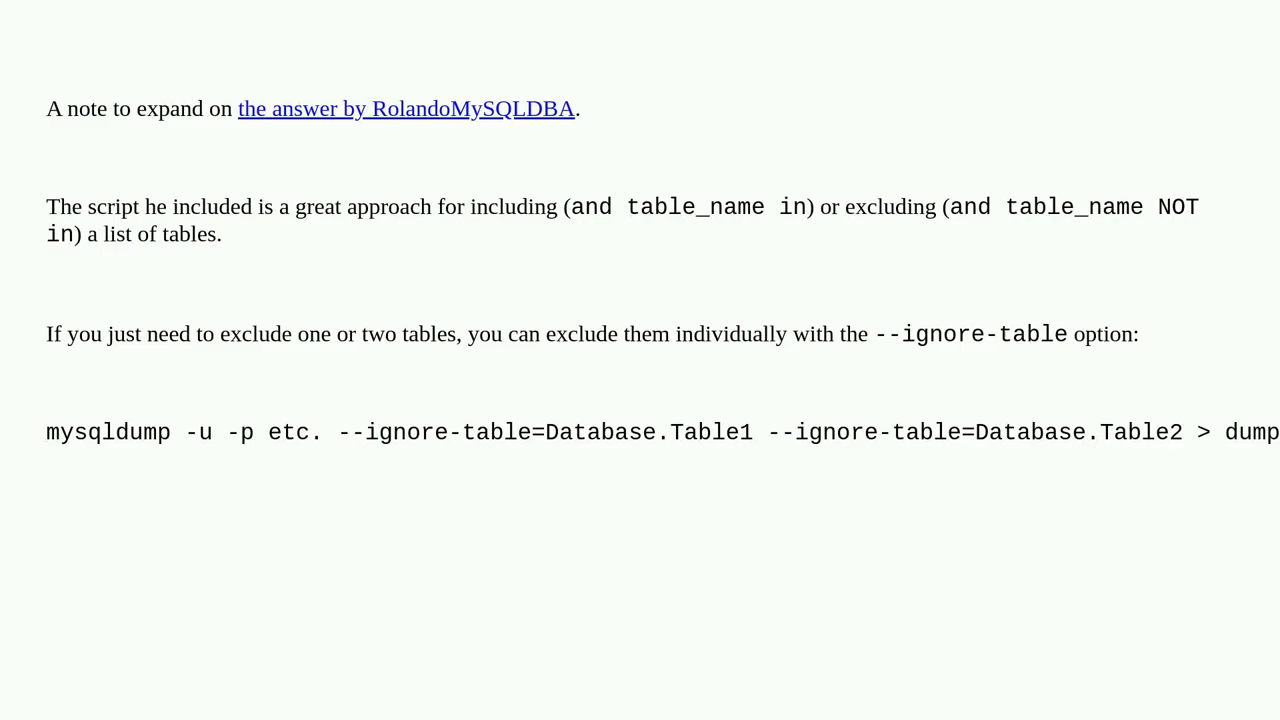 A note to expand on the answer by RolandoMySQLDBA.
The script he included is a great approach for including (and table_name in) or excluding (and table_name NOT
in) a list of tables.
If you just need to exclude one or two tables, you can exclude them individually with the --ignore-table option:
mysqldump -u -p etc. --ignore-table=Database.Table1 --ignore-table=Database.Table2 > dump